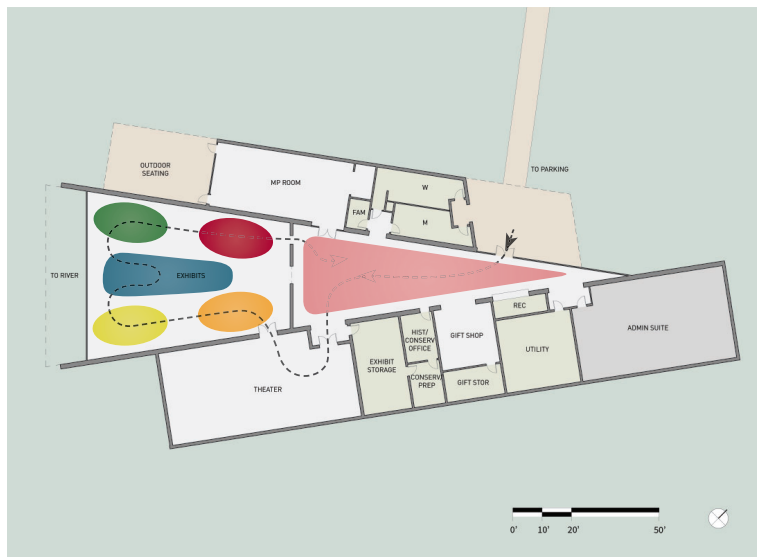 TO PARKING
OUTDOOR
SEATING
MP ROOM
W
FAM
M
TO RIVER
EXHIBITS
REC
ADMIN SUITE
HIST/
CONSERV
OFFICE
GIFT SHOP
EXHIBIT
STORAGE
UTILITY
CONSERV/
PREP
GIFT STOR
THEATER
0' 10' 20' 50'